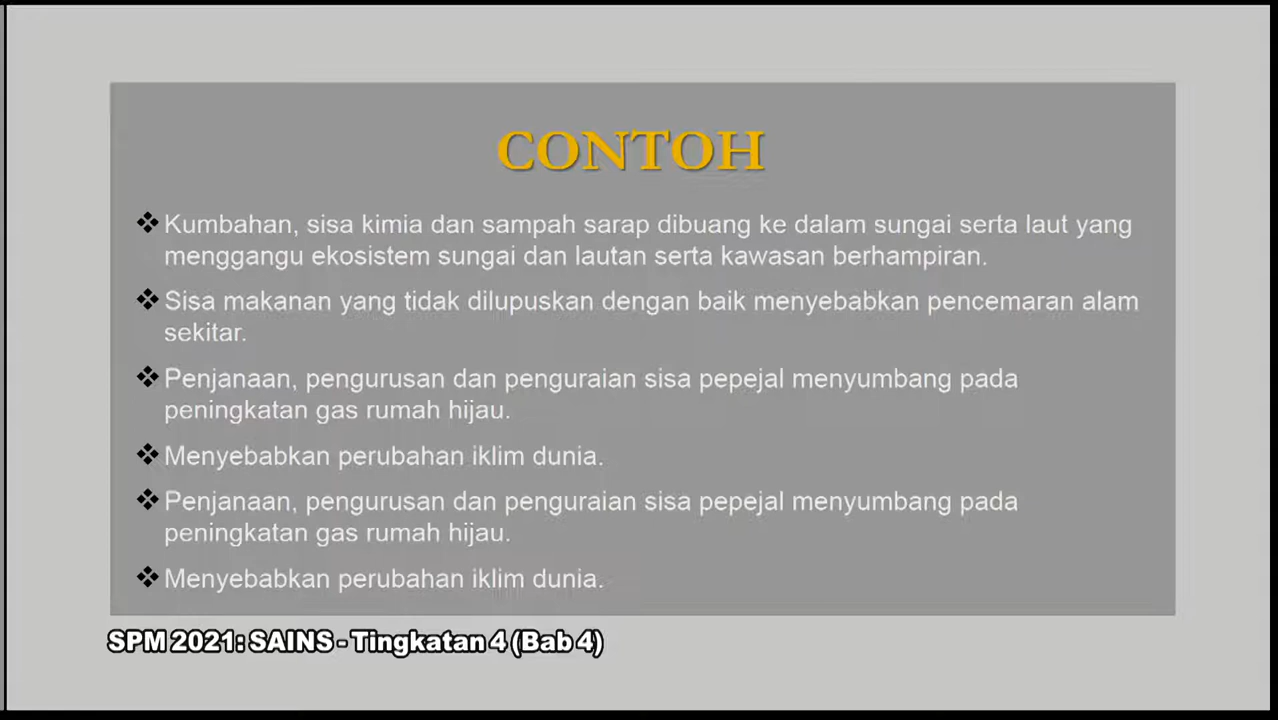 CONTOH
❖ Kumbahan, sisa kimia dan sampah sarap dibuang ke dalam sungai serta laut yang
menggangu ekosistem sungai dan lautan serta kawasan berhampiran.
❖ Sisa makanan yang tidak dilupuskan dengan baik menyebabkan pencemaran alam
sekitar.
❖ Penjanaan, pengurusan dan penguraian sisa pepejal menyumbang pada
peningkatan gas rumah hijau.
❖ Menyebabkan perubahan iklim dunia.
❖ Penjanaan, pengurusan dan penguraian sisa pepejal menyumbang pada
peningkatan gas rumah hijau.
❖ Menyebabkan perubahan iklim dunia.
SPM 2021: SAINS - Tingkatan 4 (Bab 4)